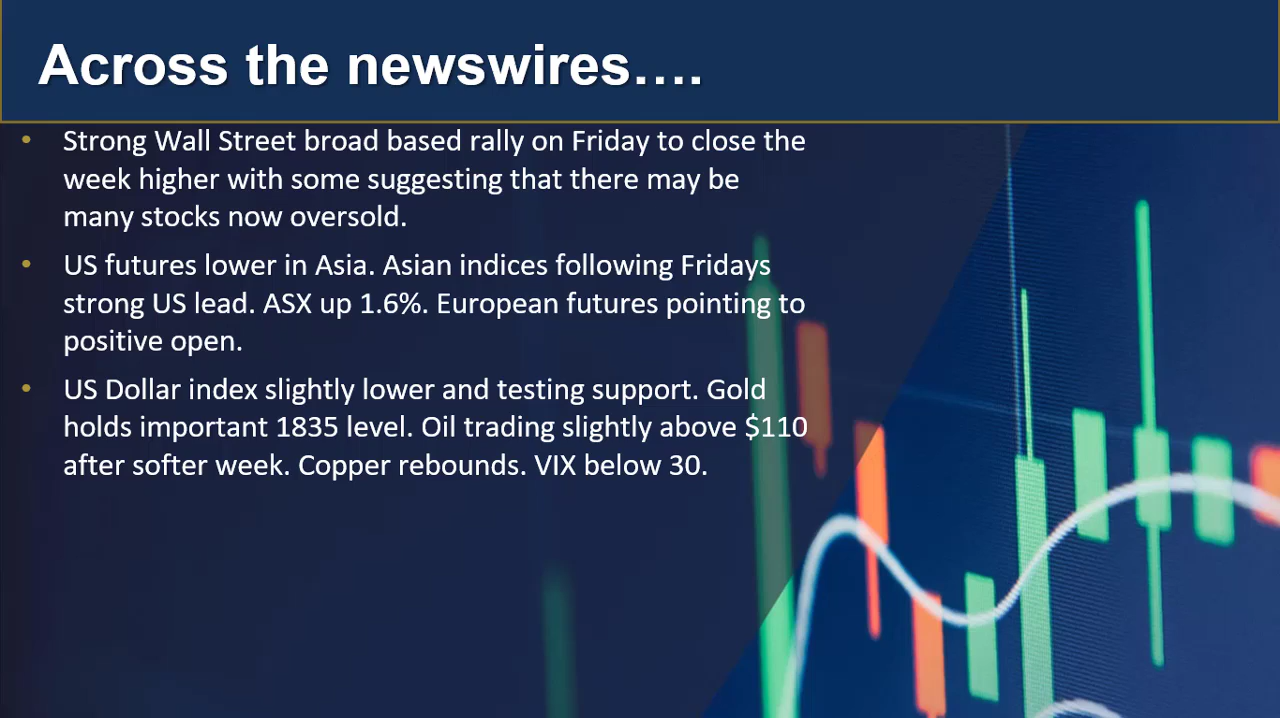 Across the newswires….
• Strong Wall Street broad based rally on Friday to close the
week higher with some suggesting that there may be
many stocks now oversold.
• US futures lower in Asia. Asian indices following Fridays
strong US lead. ASX up 1.6%. European futures pointing to
positive open.
• US Dollar index slightly lower and testing support. Gold
holds important 1835 level. Oil trading slightly above $110
after softer week. Copper rebounds. VIX below 30.